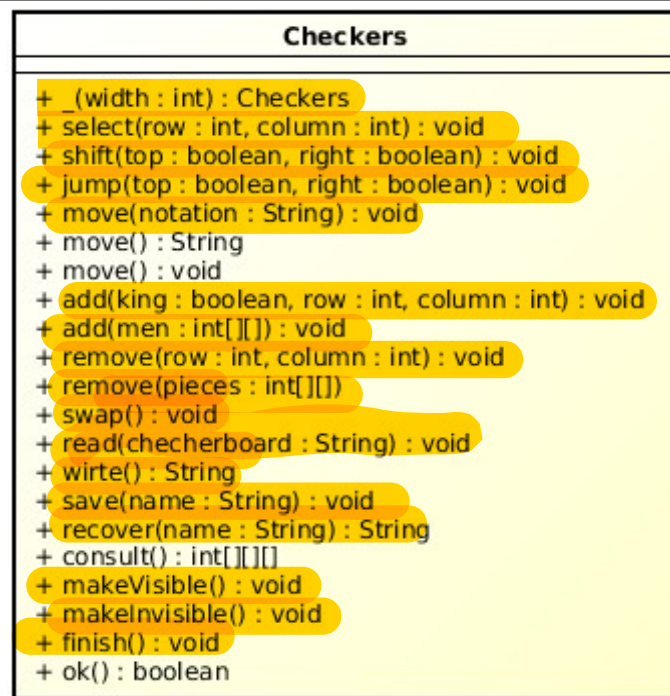 Checkers
+ _(width : int) : Checkers
+ select(row : int, column : int) : void
+ shift(top : boolean, right : boolean) : void
+ jump(top : boolean, right : boolean) : void
+ move(notation : String) : void
+ move() : String
+ move() : void
+ add(king : boolean, row : int, column : int) : void
+ add(men : int[][]) : void
+ remove(row : int, column : int) : void
+ remove(pieces : int[][])
+ swap() : void
+ read(checherboard : String) : void
+ wirte() : String
+ save(name : String) : void
+ recover(name : String) : String
+ consult() : int[][][]
+ makeVisible() : void
+ makeInvisible() : void
+ finish() : void
+ ok() : boolean